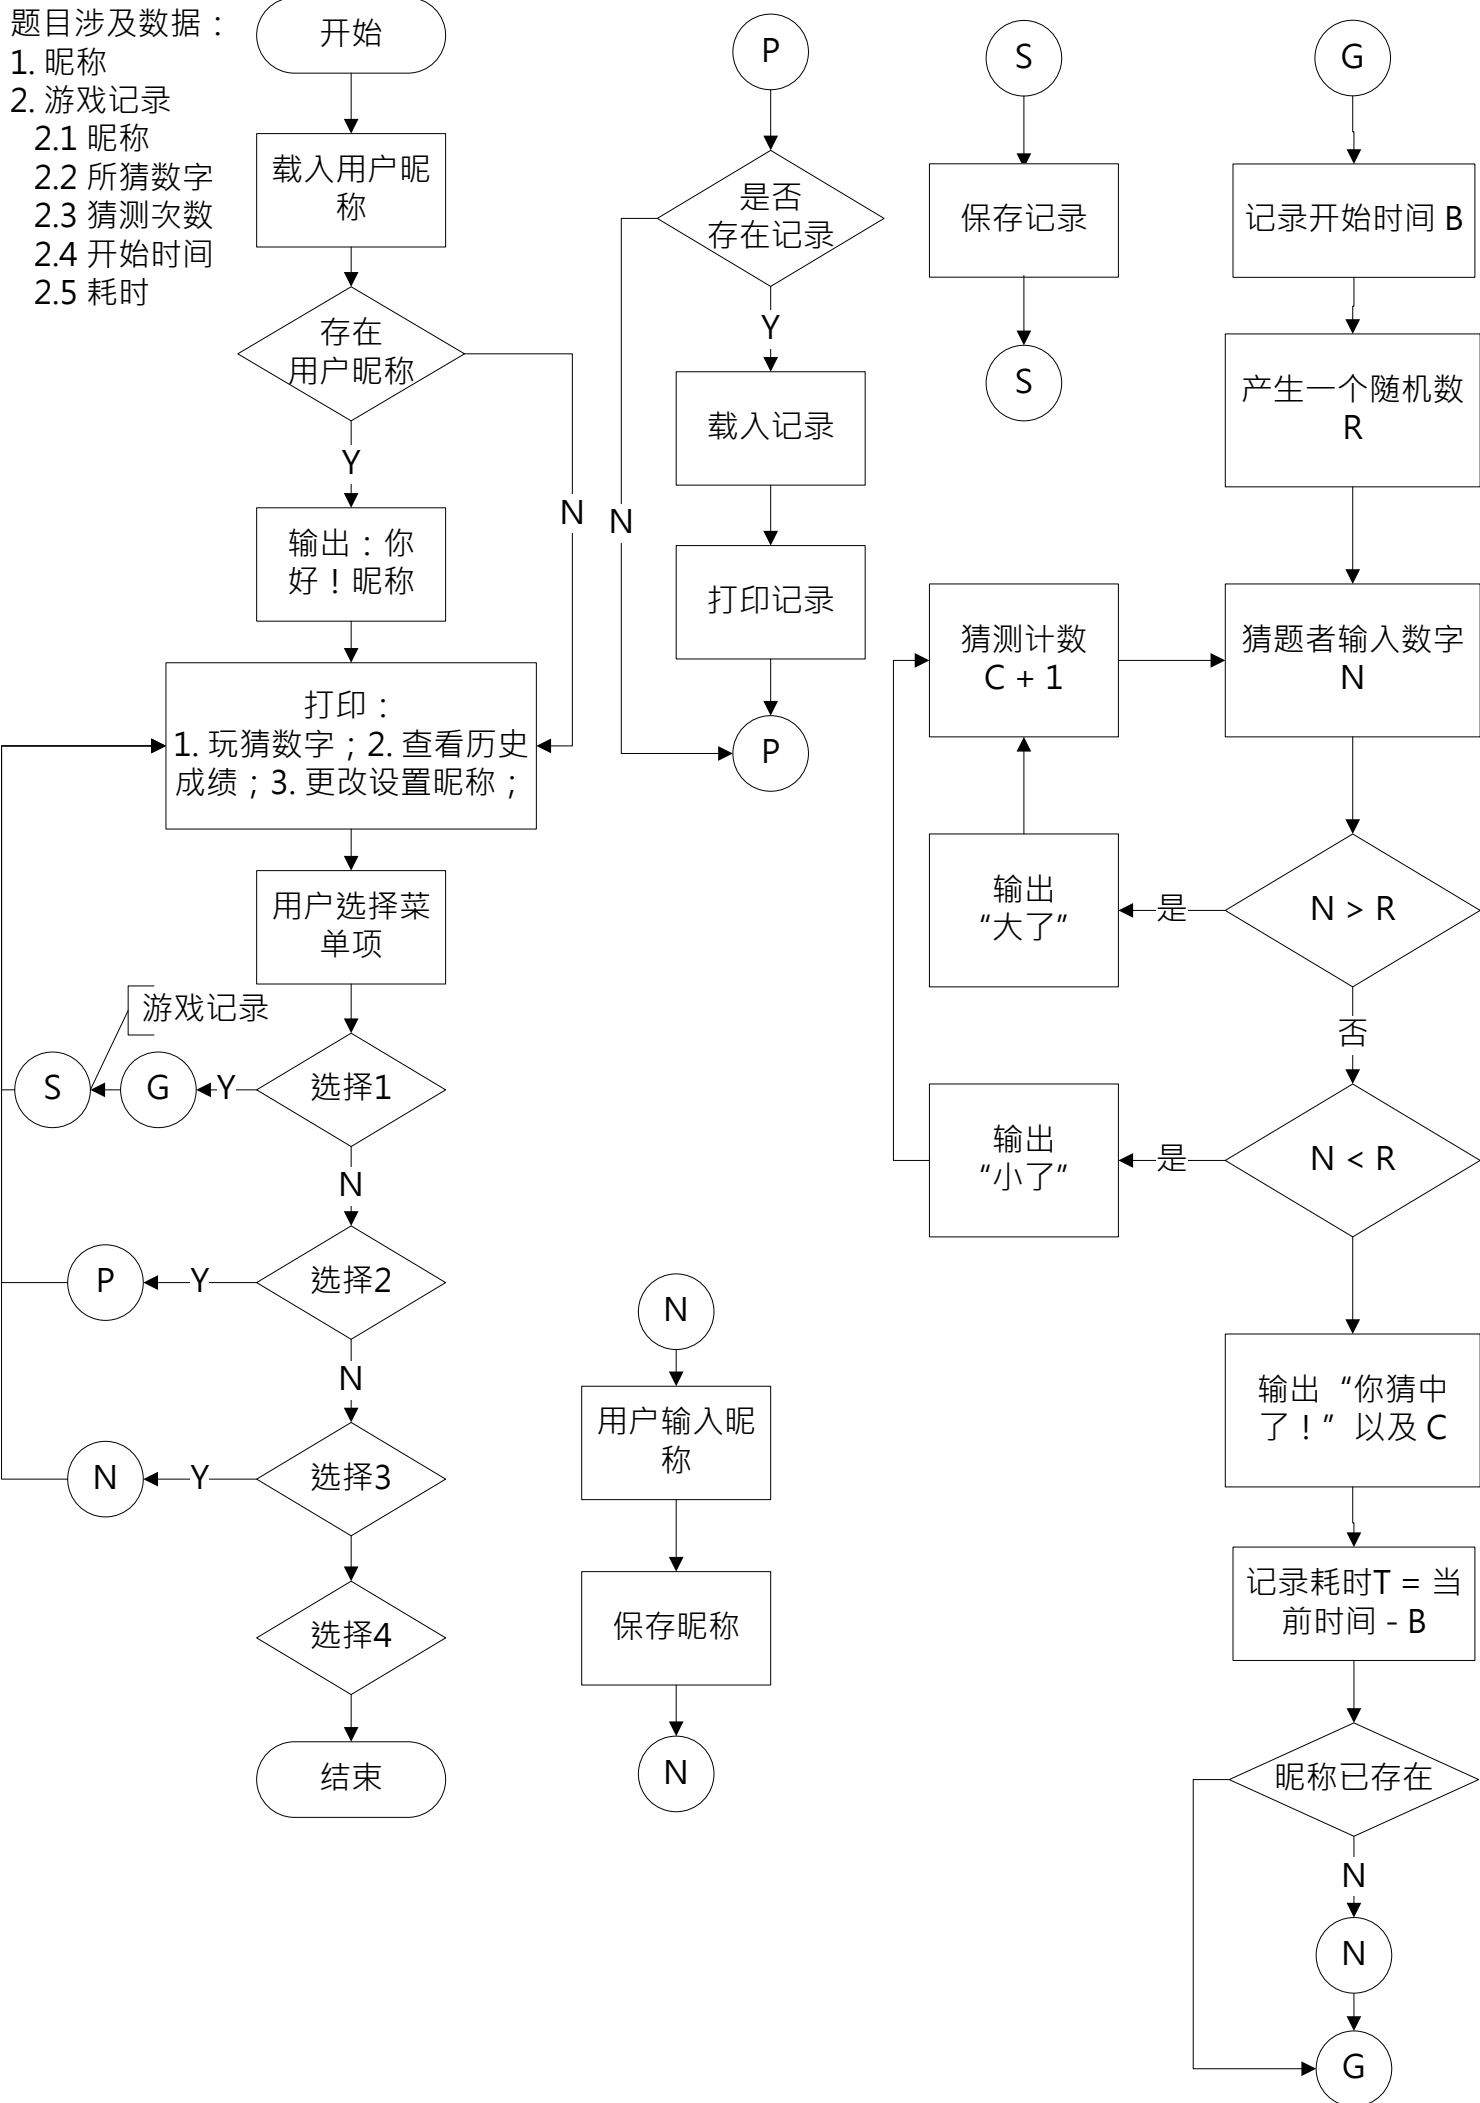 题目涉及数据：
1. 昵称
2. 游戏记录
2.1 昵称
2.2 所猜数字
2.3 猜测次数
2.4 开始时间
2.5 耗时
开始
载入用户昵
称
存在
用户昵称
Y
N
输出：你
好！昵称
打印：
1. 玩猜数字；2. 查看历史
成绩；3. 更改设置昵称；
用户选择菜
单项
游戏记录
S
G
Y
选择1
N
P
Y
选择2
N
N
Y
选择3
选择4
结束
P
是否
存在记录
Y
N
载入记录
打印记录
P
N
用户输入昵
称
保存昵称
N
S
保存记录
S
G
记录开始时间 B
产生一个随机数
R
猜测计数
C + 1
猜题者输入数字
N
输出
“大了”
是
N > R
否
输出
“小了”
是
N < R
输出“你猜中
了！”以及 C
记录耗时T = 当
前时间 - B
昵称已存在
N
N
G